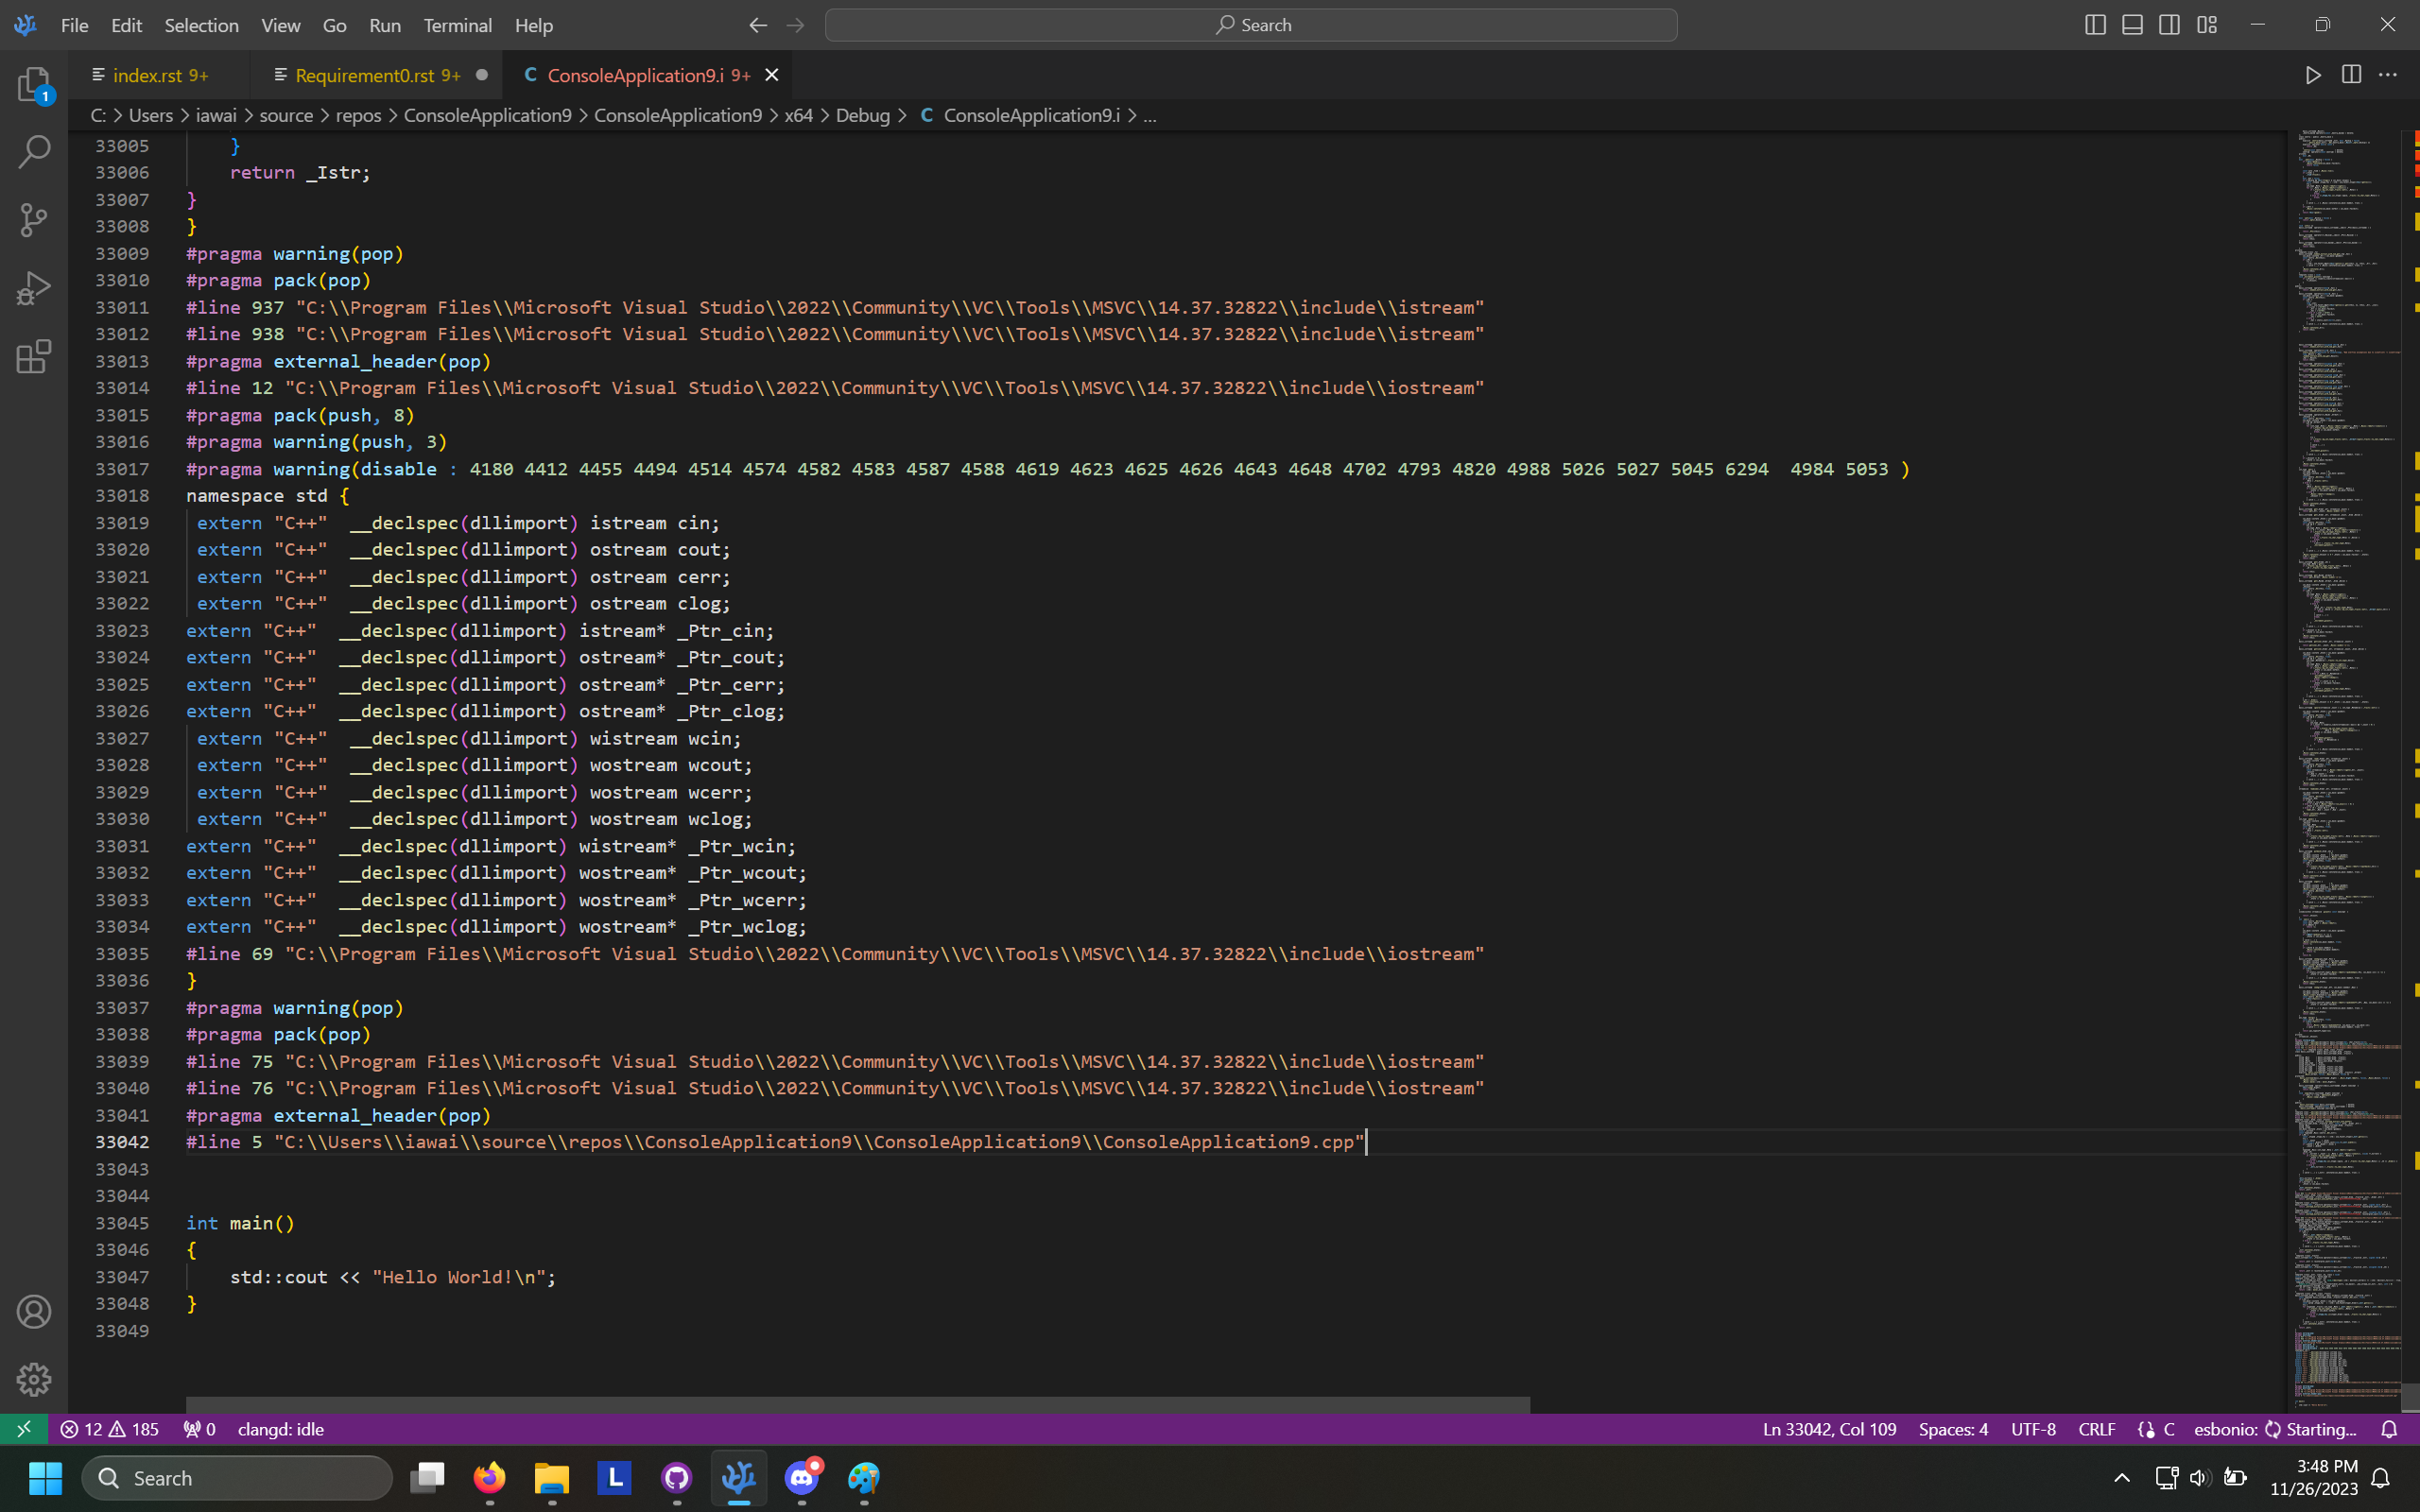 File Edit Selection View Go Run Terminal Help
Search
index.rst 9+
Requirement0.rst 9+
C ConsoleApplication9.i 9+
C: > Users > iawai > source > repos > ConsoleApplication9 > ConsoleApplication9 > x64 > Debug > C ConsoleApplication9.i > ...
1
33005 }
33006 return _Istr;
33007 }
33008 }
33009 #pragma warning(pop)
33010 #pragma pack(pop)
33011 #line 937 "C:\\Program Files\\Microsoft Visual Studio\\2022\\Community\\VC\\Tools\\MSVC\\14.37.32822\\include\\istream"
33012 #line 938 "C:\\Program Files\\Microsoft Visual Studio\\2022\\Community\\VC\\Tools\\MSVC\\14.37.32822\\include\\istream"
33013 #pragma external_header(pop)
33014 #line 12 "C:\\Program Files\\Microsoft Visual Studio\\2022\\Community\\VC\\Tools\\MSVC\\14.37.32822\\include\\iostream"
33015 #pragma pack(push, 8)
33016 #pragma warning(push, 3)
33017 #pragma warning(disable : 4180 4412 4455 4494 4514 4574 4582 4583 4587 4588 4619 4623 4625 4626 4643 4648 4702 4793 4820 4988 5026 5027 5045 6294  4984 5053 )
33018 namespace std {
33019 extern "C++"  __declspec(dllimport) istream cin;
33020 extern "C++"  __declspec(dllimport) ostream cout;
33021 extern "C++"  __declspec(dllimport) ostream cerr;
33022 extern "C++"  __declspec(dllimport) ostream clog;
33023 extern "C++"  __declspec(dllimport) istream* _Ptr_cin;
33024 extern "C++"  __declspec(dllimport) ostream* _Ptr_cout;
33025 extern "C++"  __declspec(dllimport) ostream* _Ptr_cerr;
33026 extern "C++"  __declspec(dllimport) ostream* _Ptr_clog;
33027 extern "C++"  __declspec(dllimport) wistream wcin;
33028 extern "C++"  __declspec(dllimport) wostream wcout;
33029 extern "C++"  __declspec(dllimport) wostream wcerr;
33030 extern "C++"  __declspec(dllimport) wostream wclog;
33031 extern "C++"  __declspec(dllimport) wistream* _Ptr_wcin;
33032 extern "C++"  __declspec(dllimport) wostream* _Ptr_wcout;
33033 extern "C++"  __declspec(dllimport) wostream* _Ptr_wcerr;
33034 extern "C++"  __declspec(dllimport) wostream* _Ptr_wclog;
33035 #line 69 "C:\\Program Files\\Microsoft Visual Studio\\2022\\Community\\VC\\Tools\\MSVC\\14.37.32822\\include\\iostream"
33036 }
33037 #pragma warning(pop)
33038 #pragma pack(pop)
33039 #line 75 "C:\\Program Files\\Microsoft Visual Studio\\2022\\Community\\VC\\Tools\\MSVC\\14.37.32822\\include\\iostream"
33040 #line 76 "C:\\Program Files\\Microsoft Visual Studio\\2022\\Community\\VC\\Tools\\MSVC\\14.37.32822\\include\\iostream"
33041 #pragma external_header(pop)
33042 #line 5 "C:\\Users\\iawai\\source\\repos\\ConsoleApplication9\\ConsoleApplication9\\ConsoleApplication9.cpp"
33043
33044
33045 int main()
33046 {
33047 std::cout << "Hello World!\n";
33048 }
33049
12 185 0 clangd: idle Ln 33042, Col 109 Spaces: 4 UTF-8 CRLF C esbonio: Starting...
Search L
3:48 PM
11/26/2023